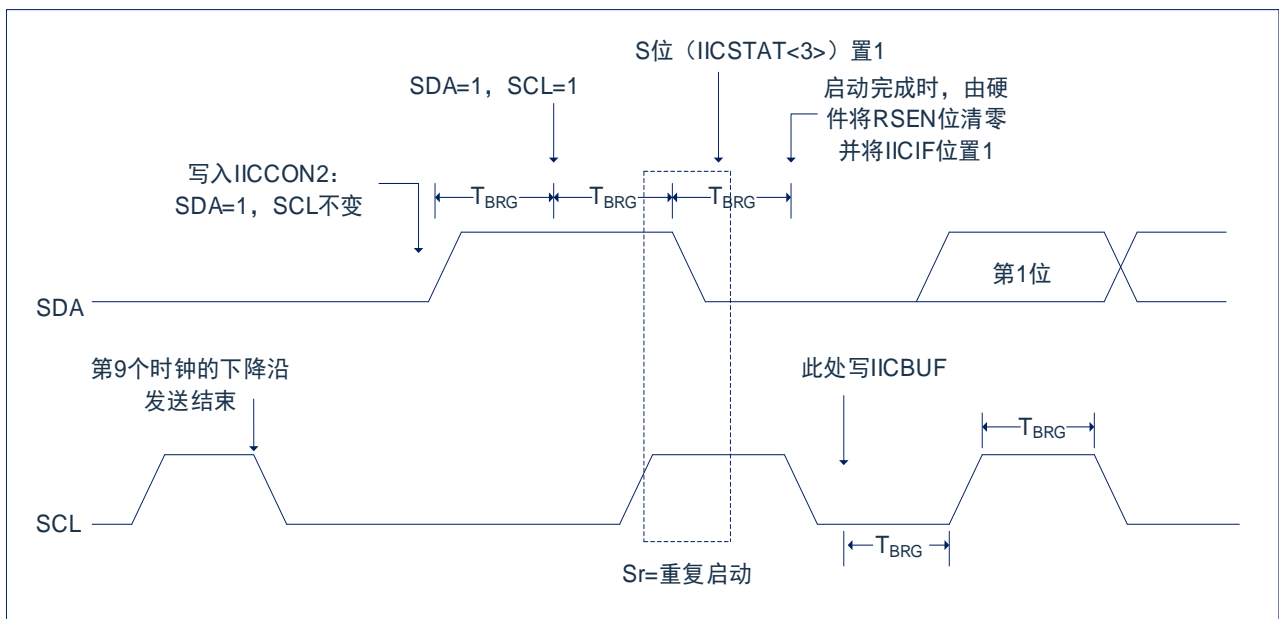 S位（IICSTAT<3>）置1
SDA=1，SCL=1
启动完成时，由硬
件将RSEN位清零
并将IICIF位置1
写入IICCON2：
SDA=1，SCL不变
TBRG
TBRG
TBRG
第1位
SDA
第9个时钟的下降沿
发送结束
此处写IICBUF
TBRG
SCL
TBRG
Sr=重复启动